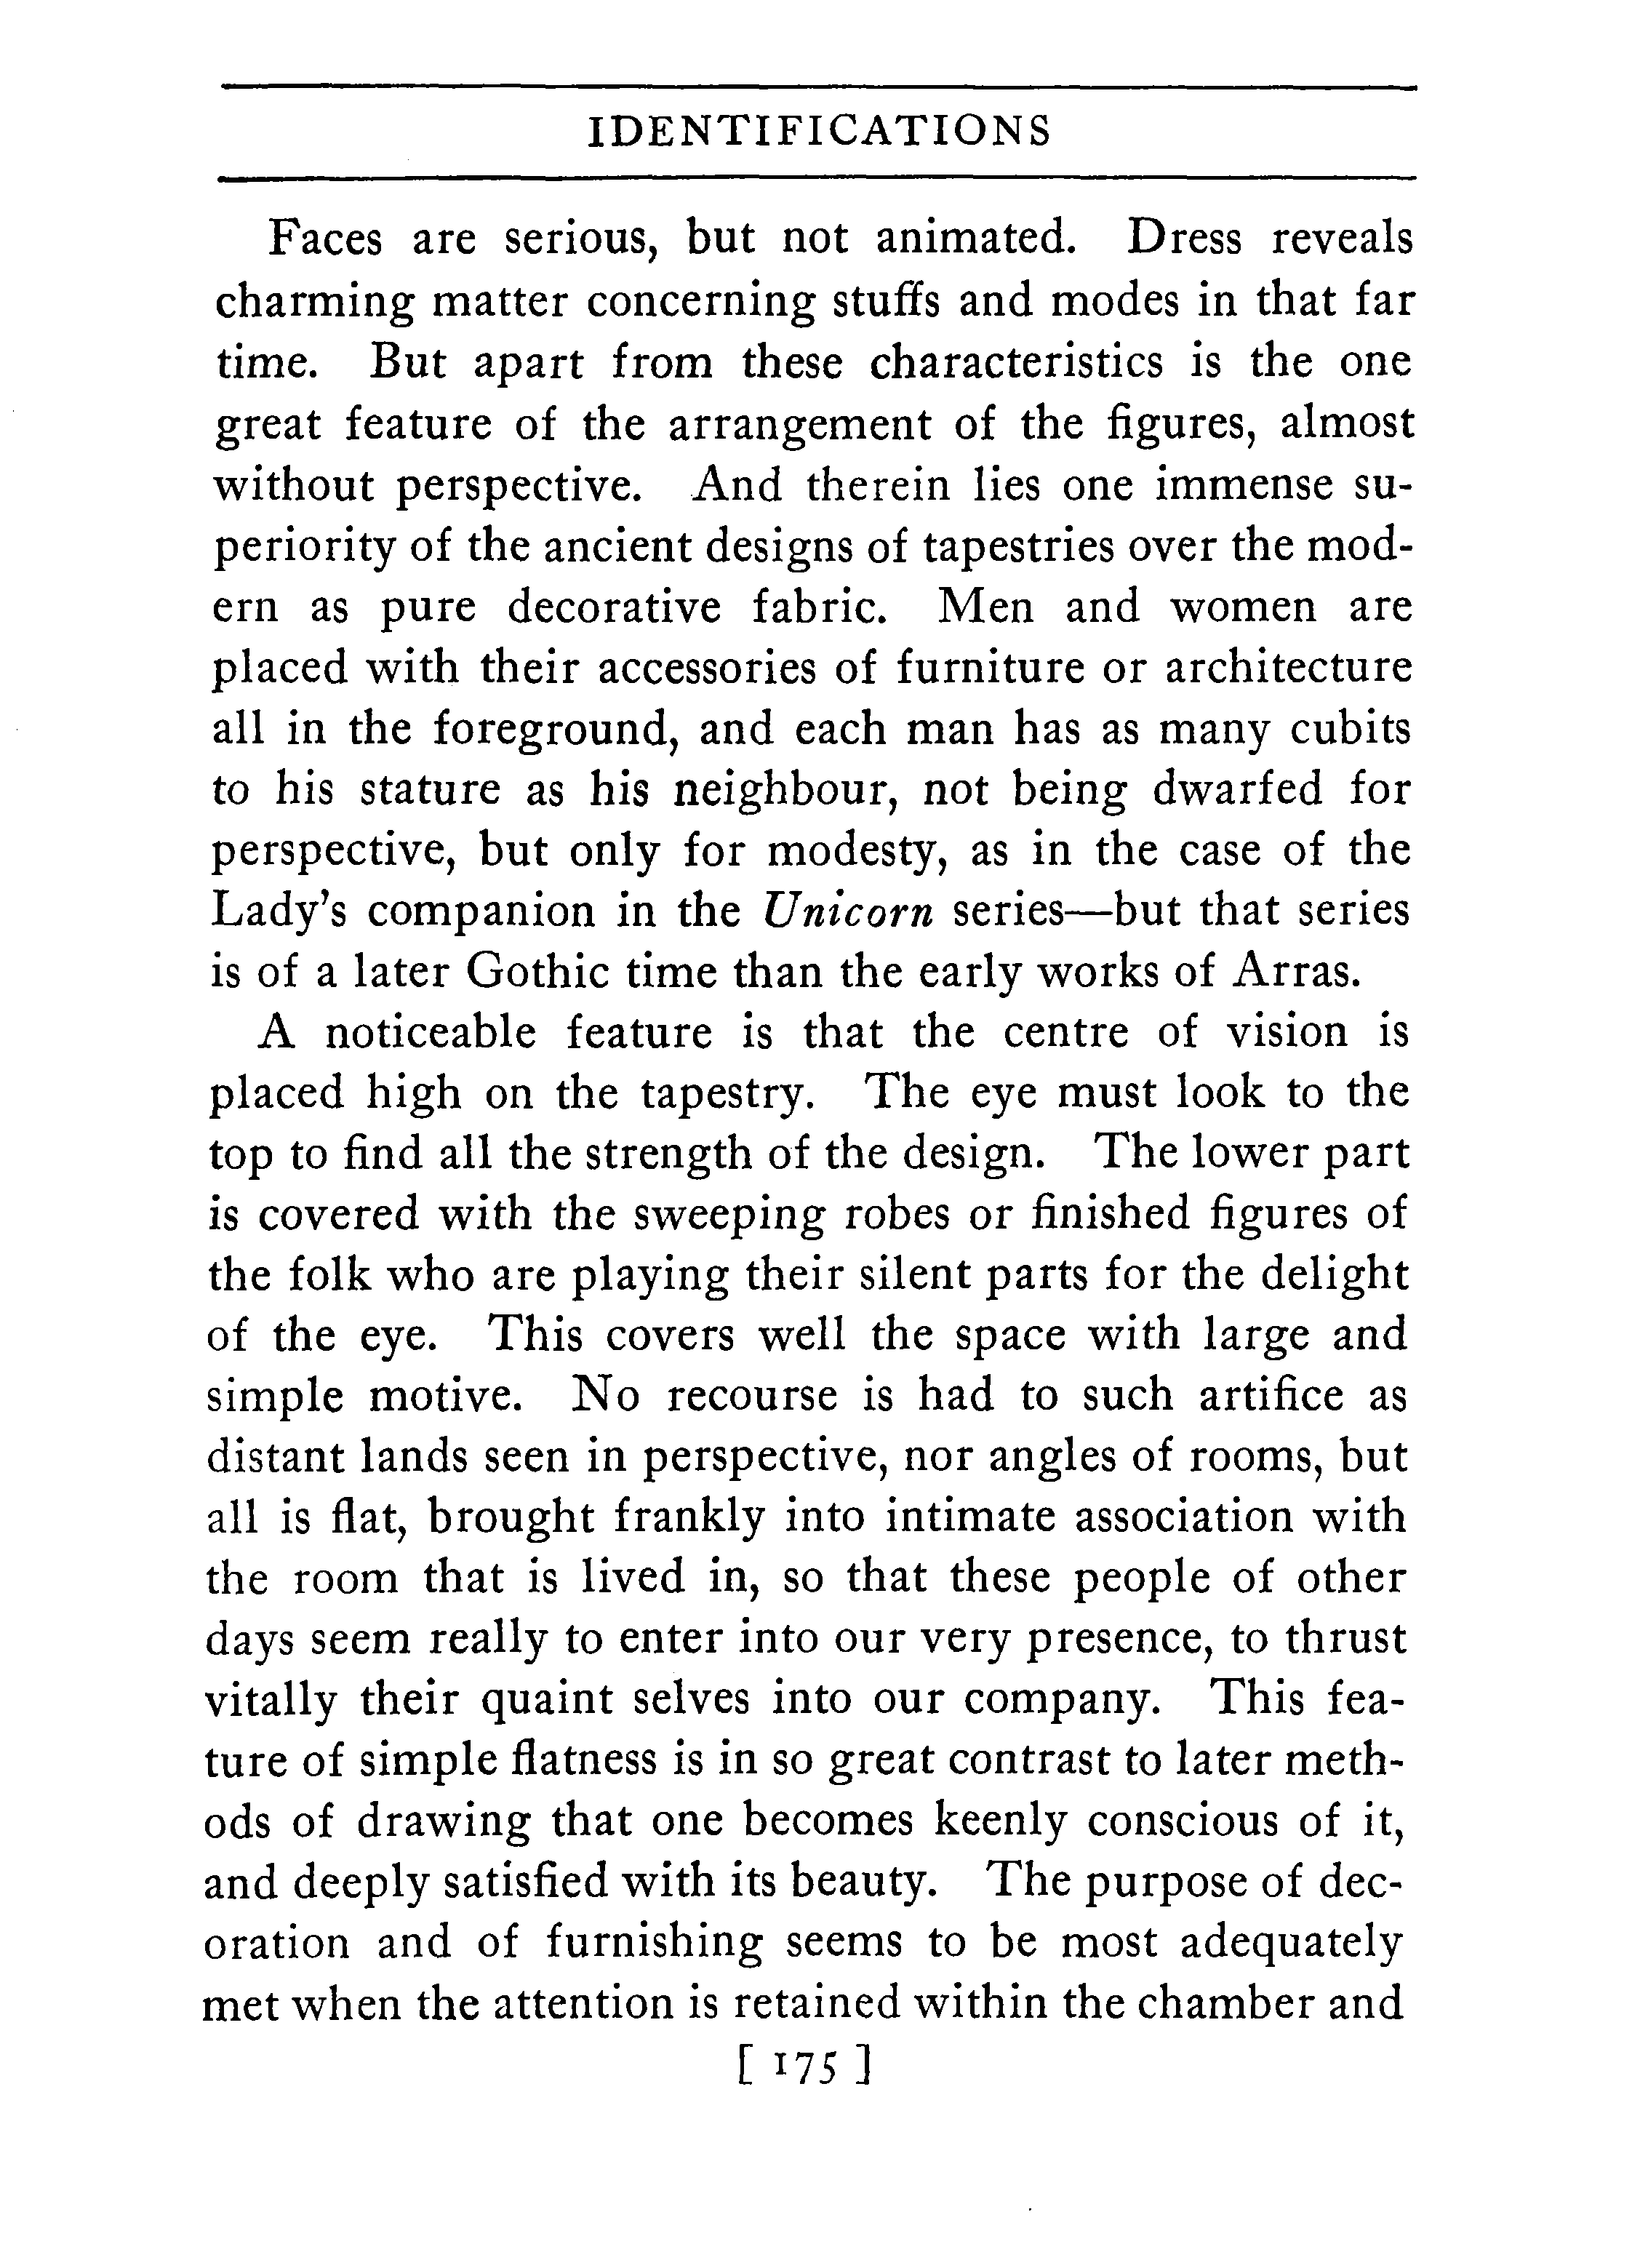 IDENTIFICATIONS
Faces are serious, but not animated. Dress reveals
charming matter concerning stuffs and modes in that far
time. But apart from these characteristics is the one
great feature of the arrangement of the figures, almost
without perspective. And therein lies one immense su-
periority of the ancient designs of tapestries over the mod-
ern as pure decorative fabric. Men and women are
placed with their accessories of furniture or architecture
all in the foreground, and each man has as many cubits
to his stature as his neighbour, not being dwarfed for
perspective, but only for modesty, as in the case of the
Lady's companion in the Unicorn series—but that series
is of a later Gothic time than the early works of Arras.
A noticeable feature is that the centre of vision is
placed high on the tapestry. The eye must look to the
top to find all the strength of the design. The lower part
is covered with the sweeping robes or finished figures of
the folk who are playing their silent parts for the delight
of the eye. This covers well the space with large and
simple motive. No recourse is had to such artifice as
distant lands seen in perspective, nor angles of rooms, but
all is flat, brought frankly into intimate association with
the room that is lived in, so that these people of other
days seem really to enter into our very presence, to thrust
vitally their quaint selves into our company. This fea-
ture of simple flatness is in so great contrast to later meth-
ods of drawing that one becomes keenly conscious of it,
and deeply satisfied with its beauty. The purpose of dec-
oration and of furnishing seems to be most adequately
met when the attention is retained within the chamber and
[ 175 ]